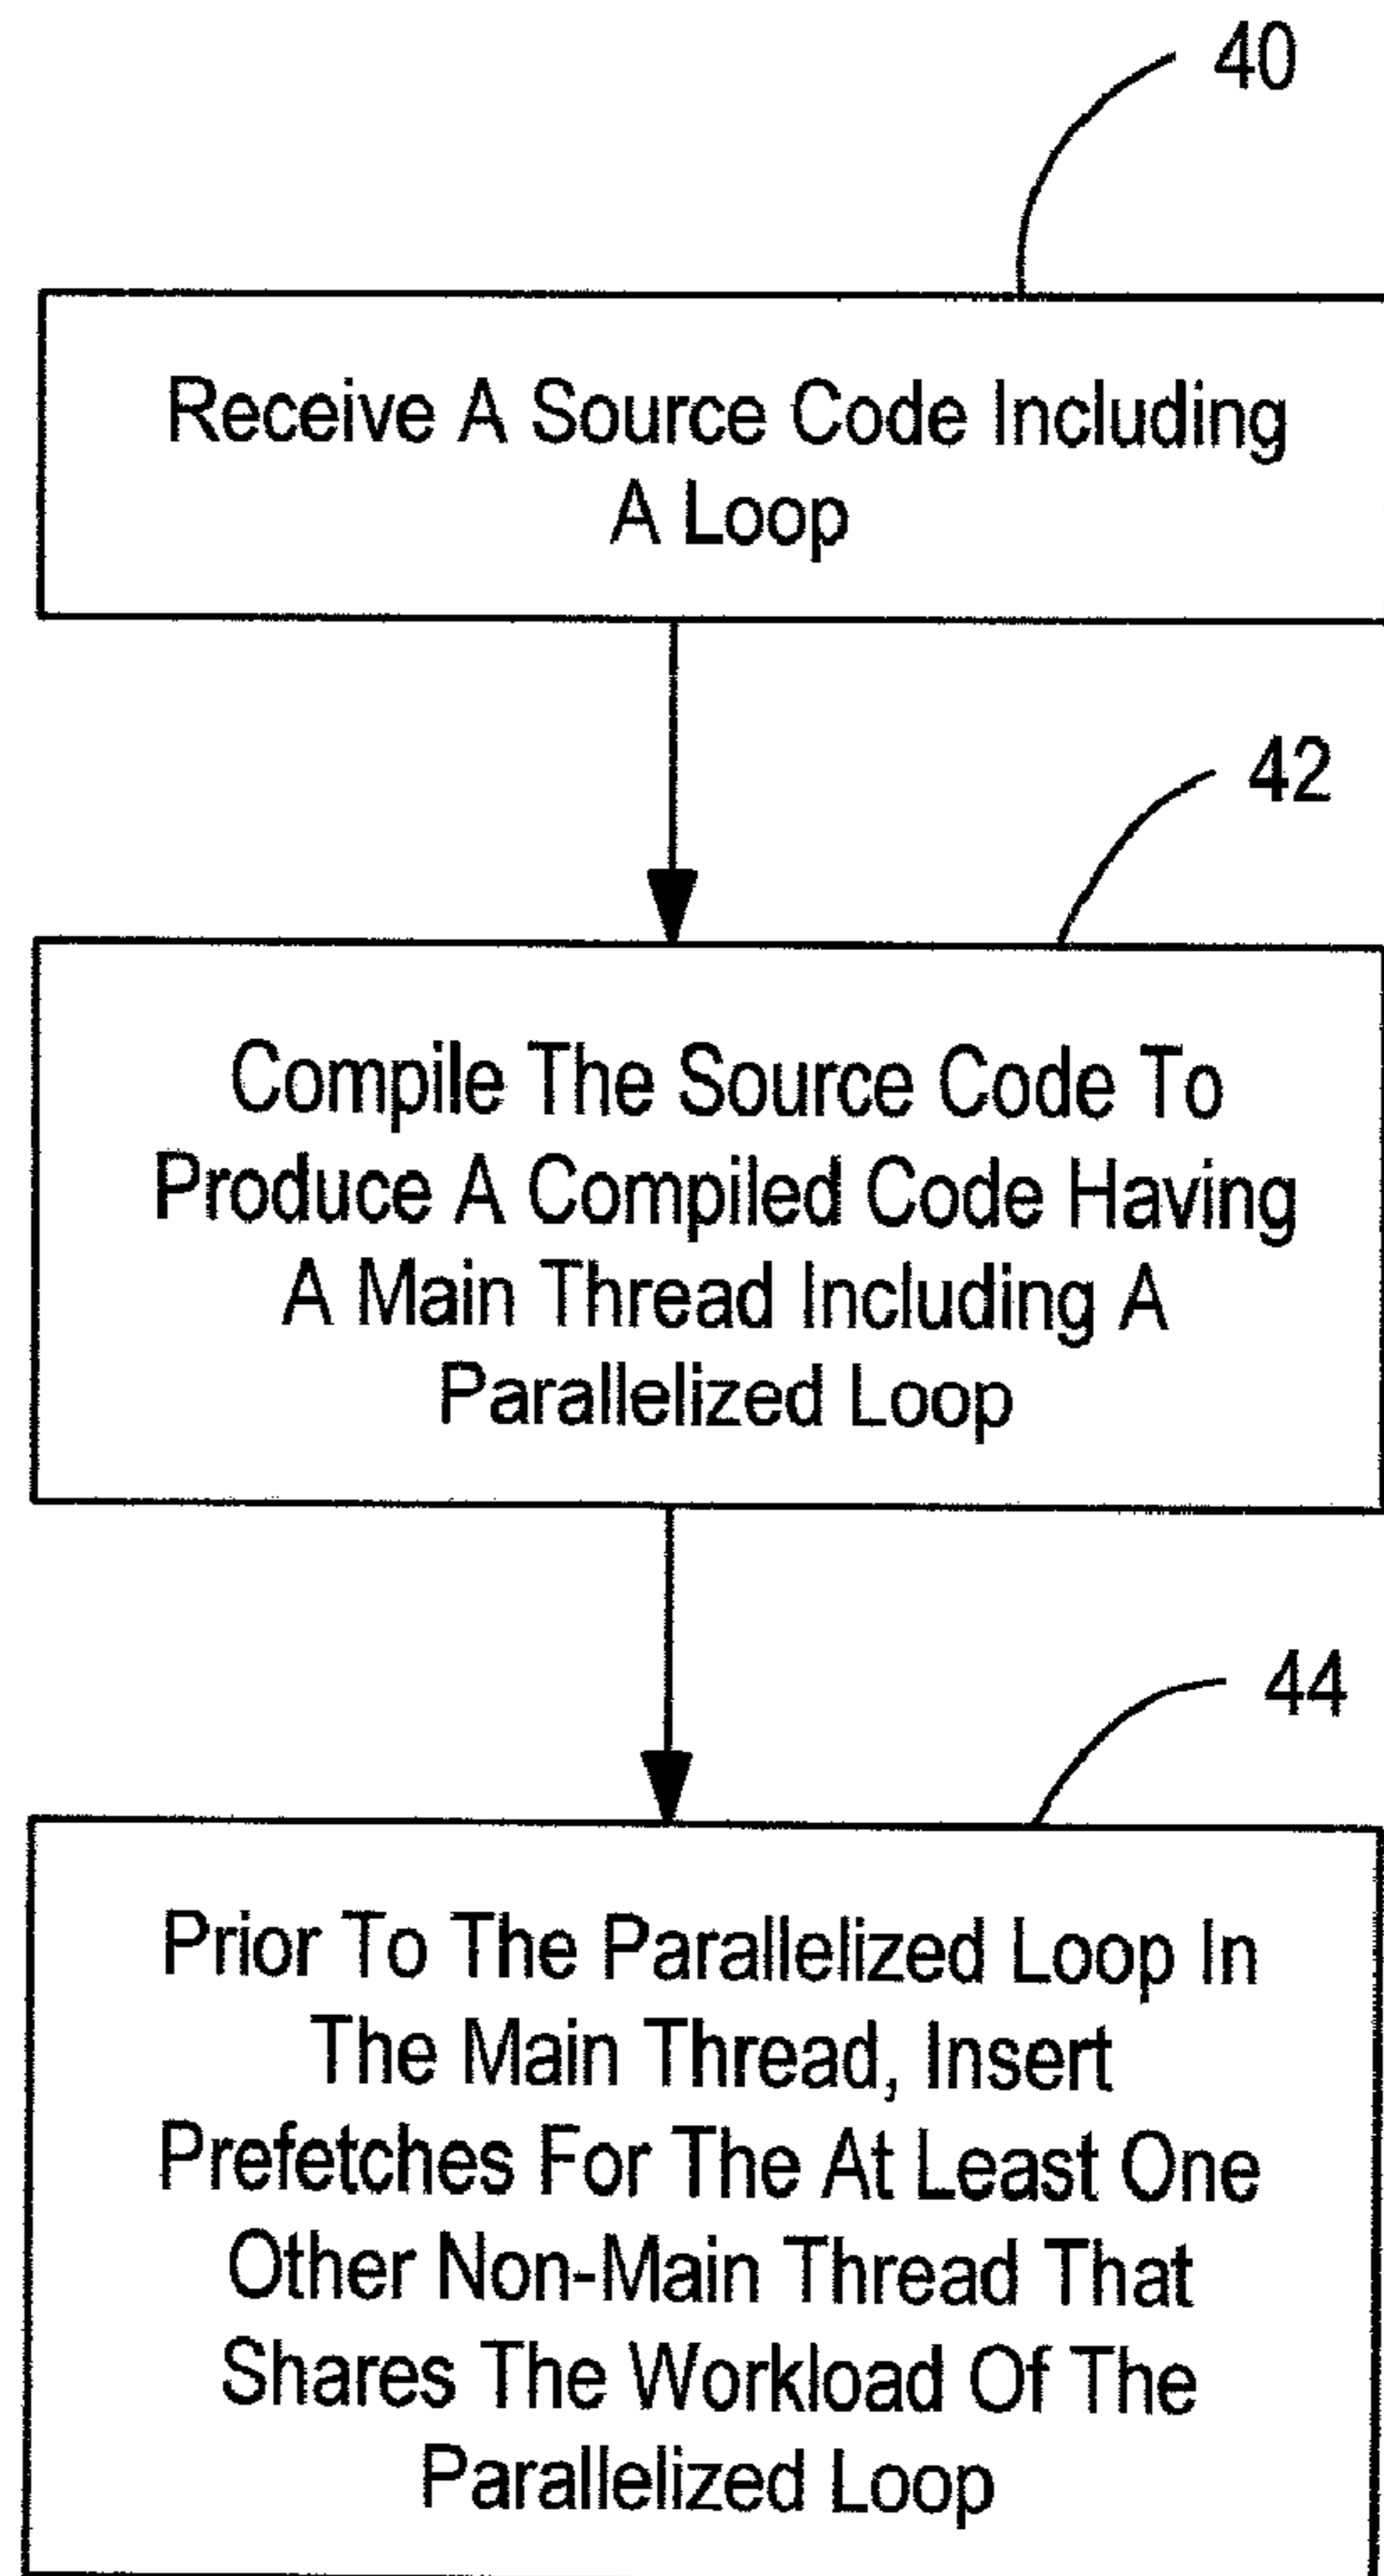 40
Receive A Source Code Including
A Loop
42
Compile The Source Code To
Produce A Compiled Code Having
A Main Thread Including A
Parallelized Loop
44
Prior To The Parallelized Loop In
The Main Thread, Insert
Prefetches For The At Least One
Other Non-Main Thread That
Shares The Workload Of The
Parallelized Loop